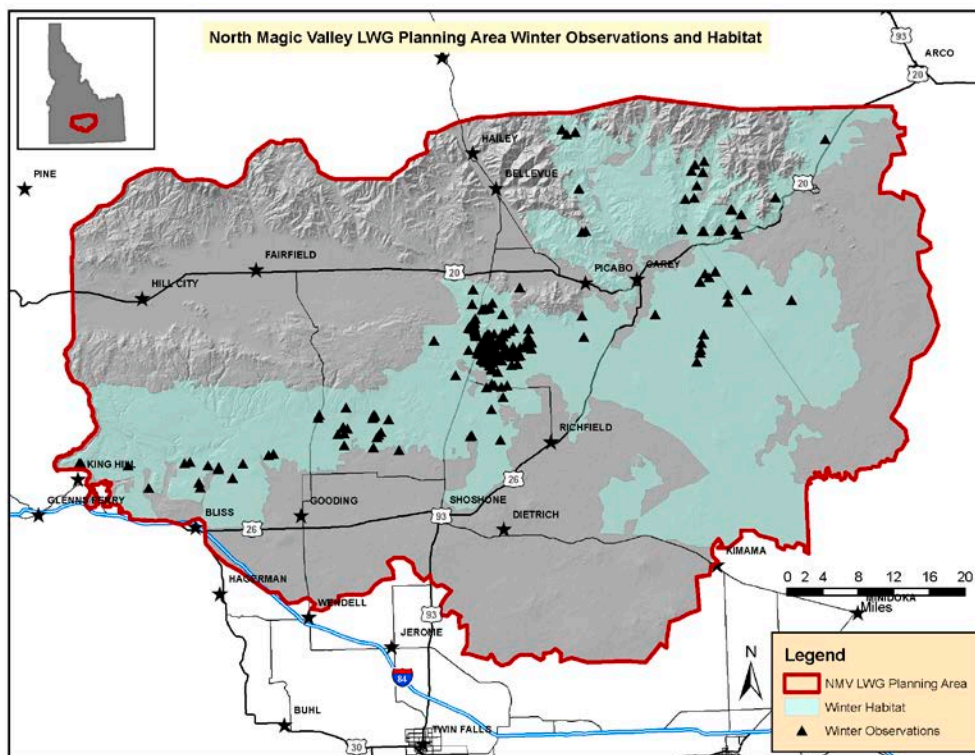 North Magic Valley LWG Planning Area Winter Observations and Habitat
93
ARCO
20
HAILEY
PINE
BELLEVUE
20
FAIRFIELD
20
PICABO
CAREY
HILL CITY
RICHFIELD
KING HILL
26
GLENNS FERRY
GOODING
SHOSHONE
BLISS
26
93
DIETRICH
KIMAMA
HAGERMAN
0 2 4 8 12 16 20
MINIDOKA
Miles
WENDELL
93
JEROME
84
Legend
N
NMV LWG Planning Area
Winter Habitat
BUHL
Winter Observations
TWIN FALLS
30